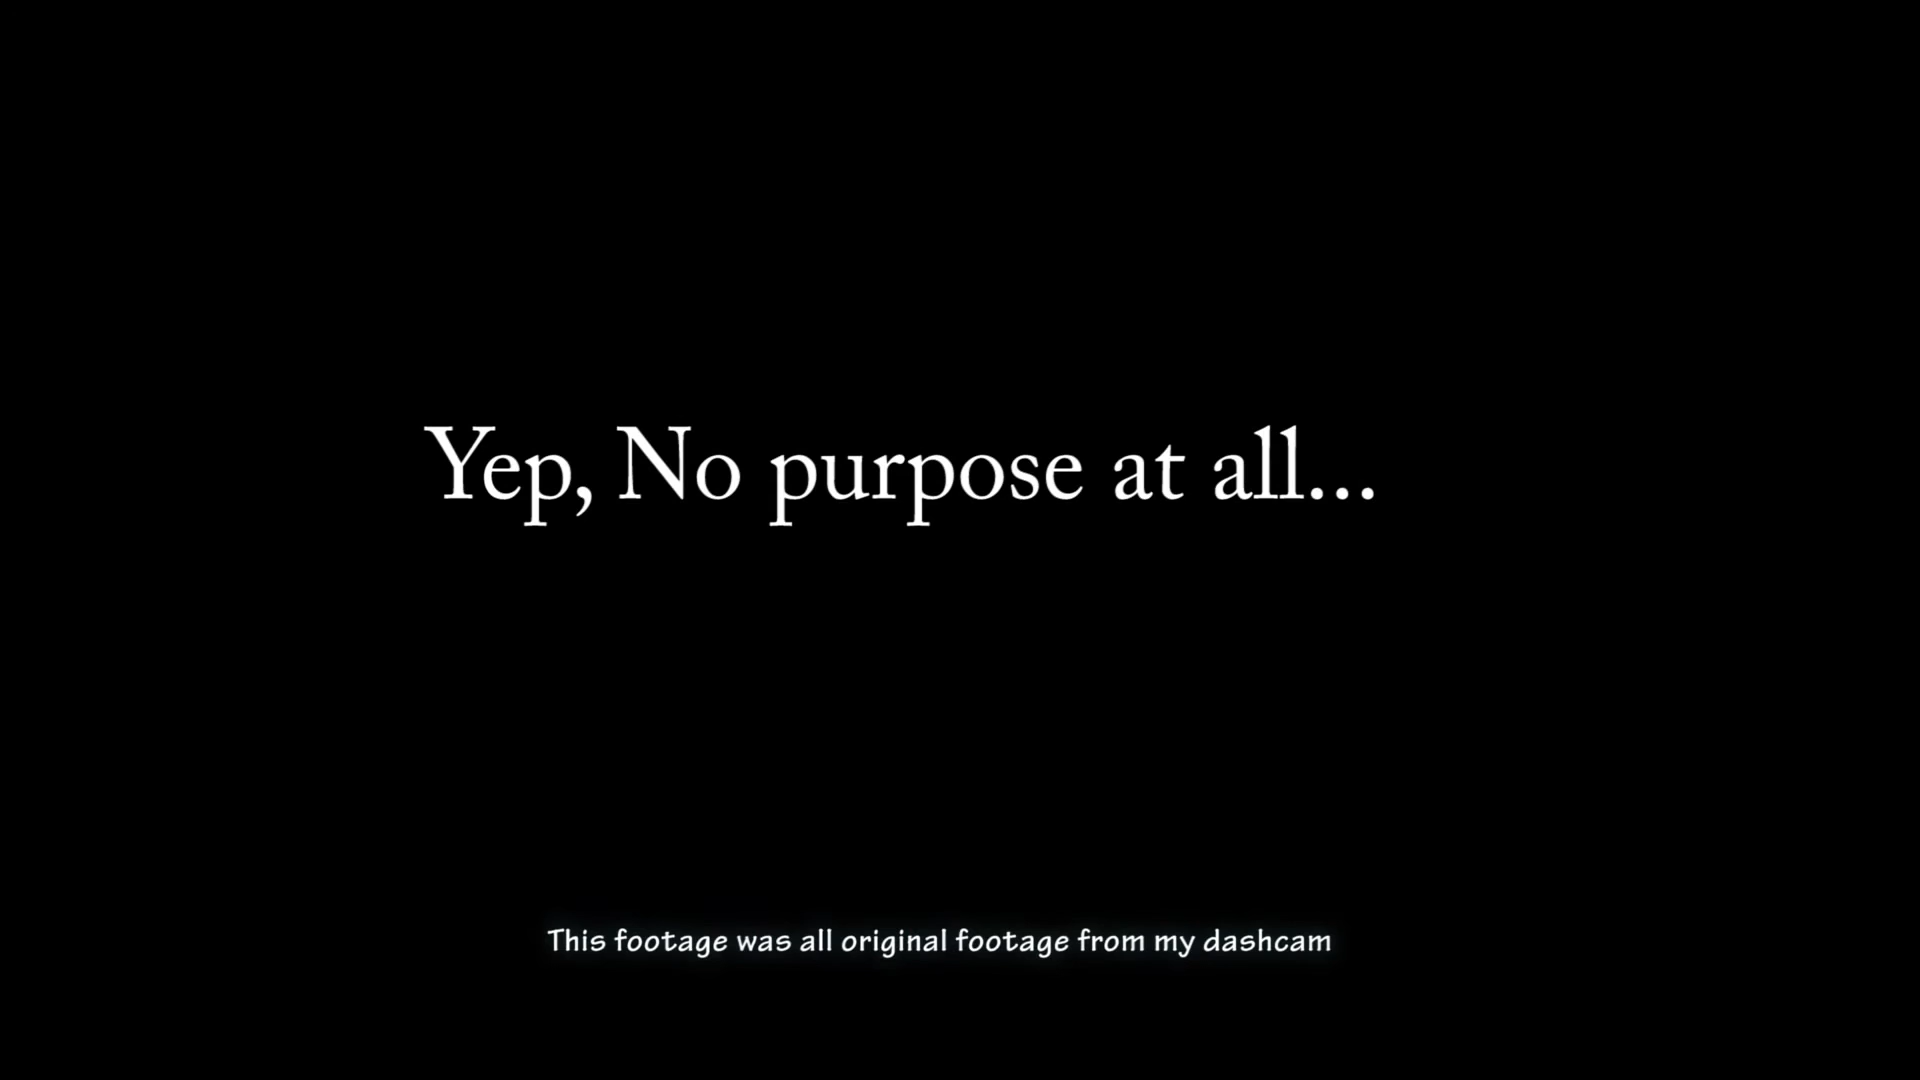 Yep, No purpose at all...
This footage was all original footage from my dashcam